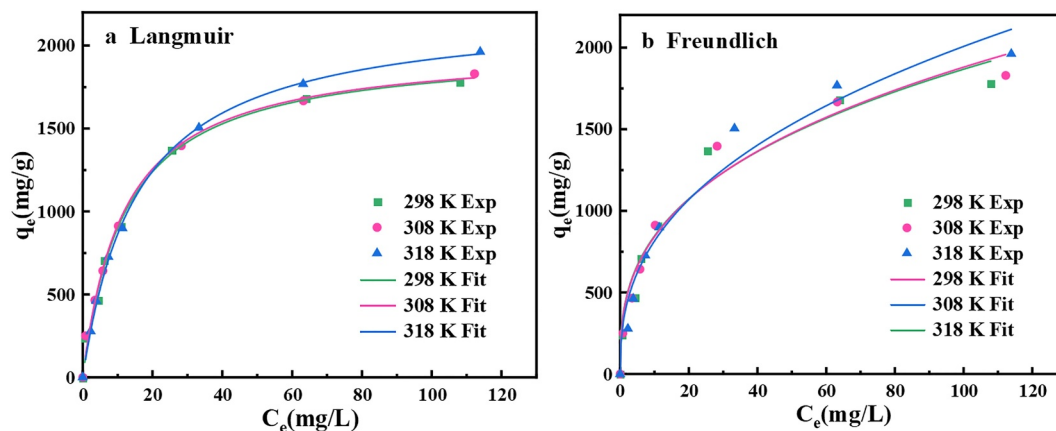 a Langmuir
2000
1500
1000
500
0
qe(mg/g)
298 K Exp
308 K Exp
318 K Exp
298 K Fit
308 K Fit
318 K Fit
0 20 40 60 80 100 120
Ce(mg/L)
b Freundlich
2000
1500
1000
500
0
qe(mg/g)
298 K Exp
308 K Exp
318 K Exp
298 K Fit
308 K Fit
318 K Fit
0 20 40 60 80 100 120
Ce(mg/L)